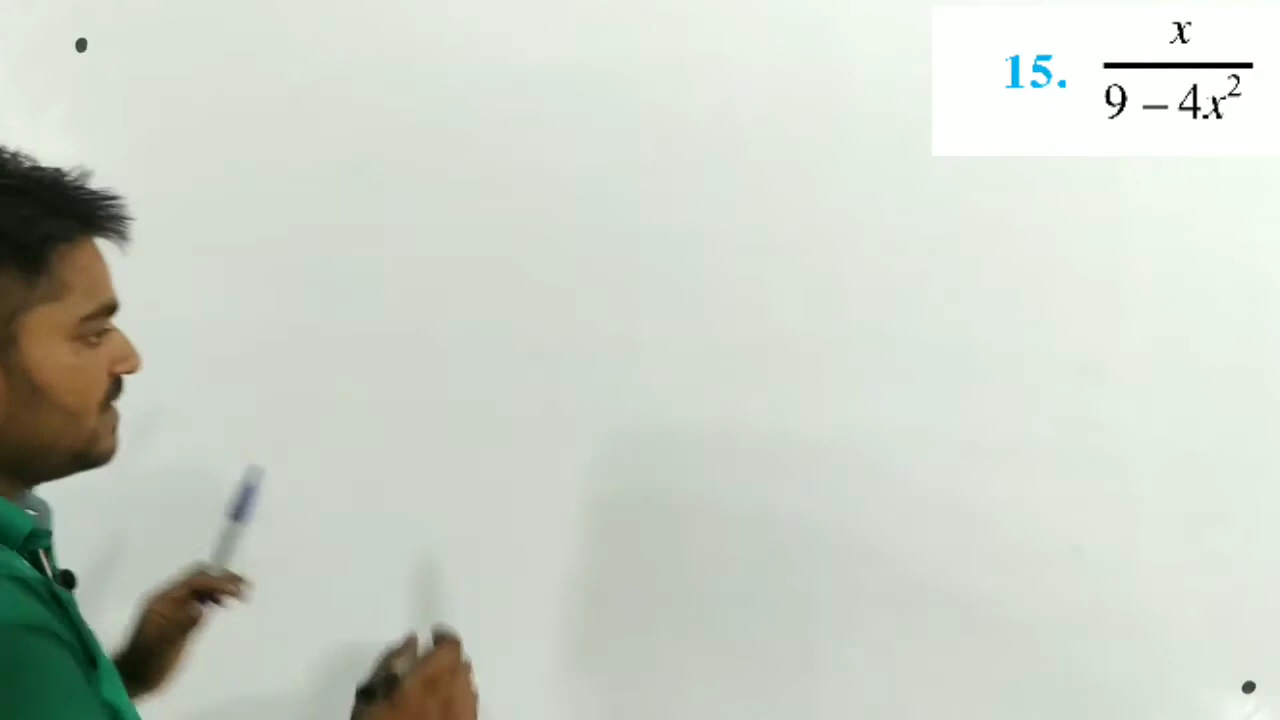 15. x / (9 – 4x²)